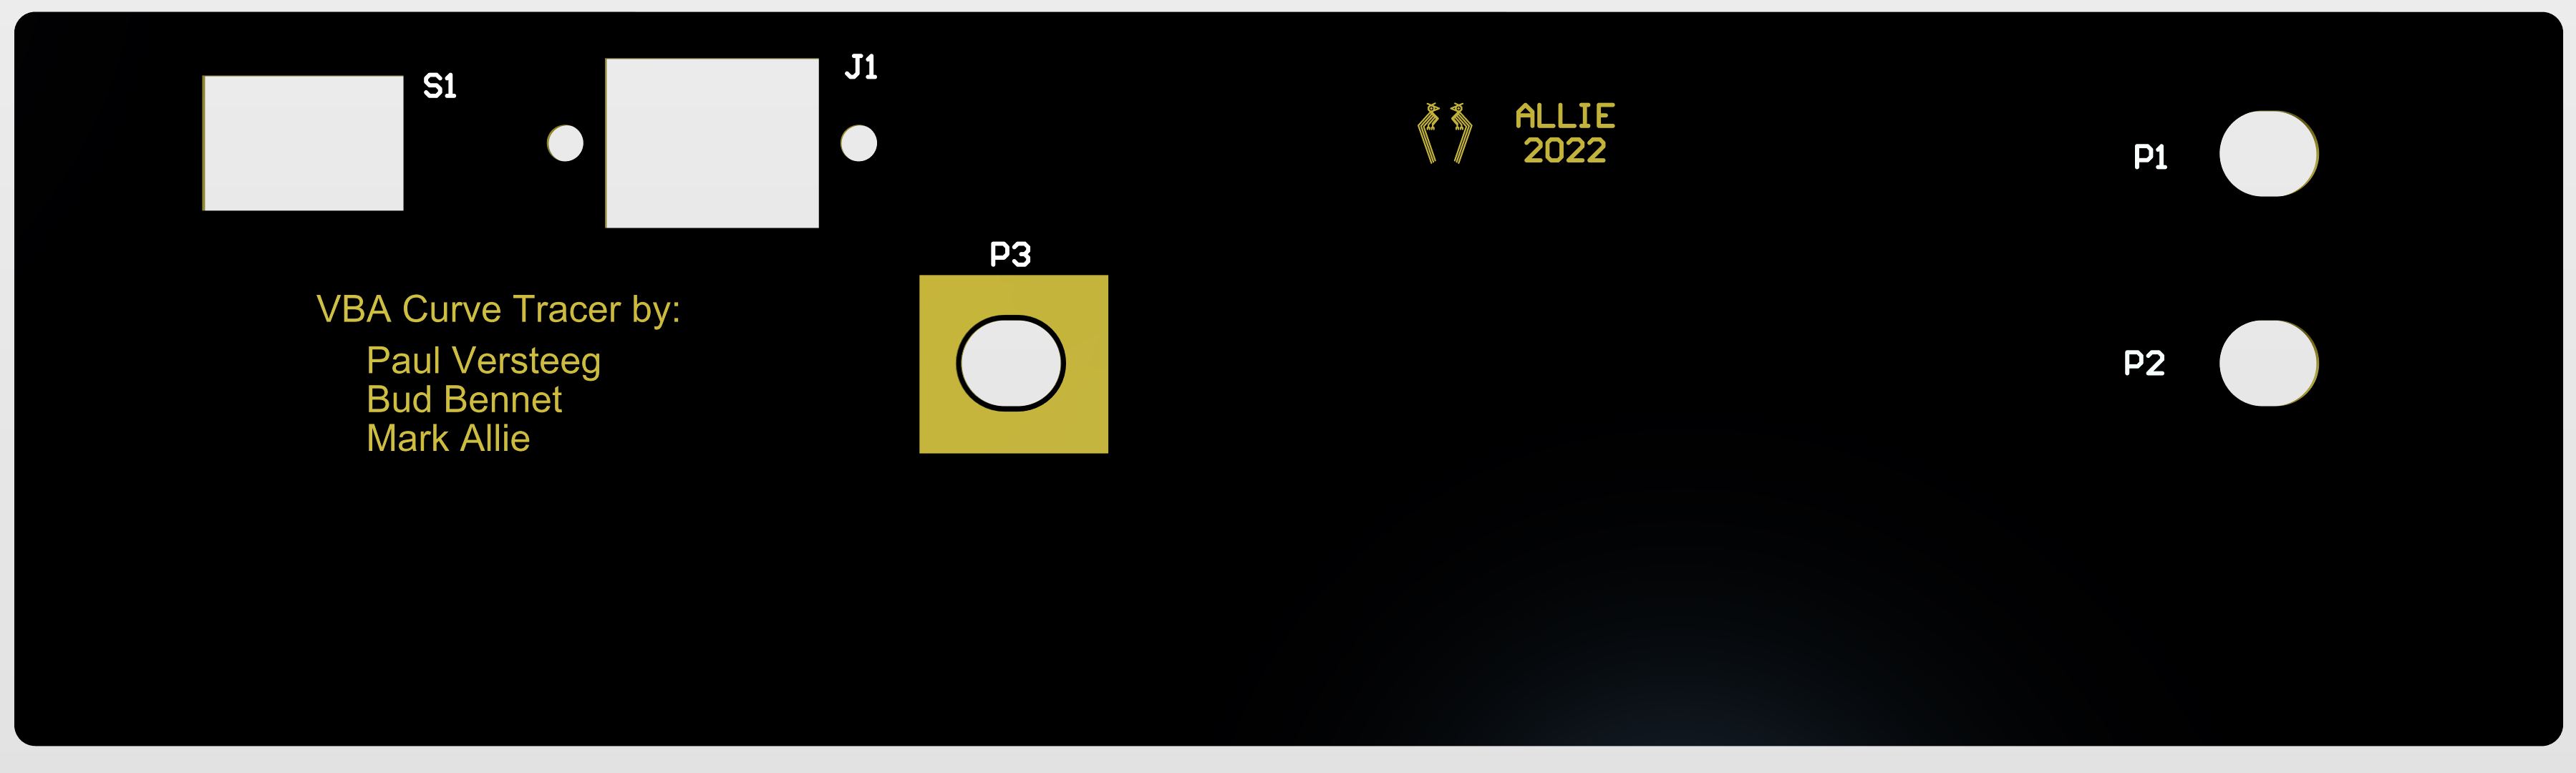 S1
J1
ALLIE
2022
P1
P3
VBA Curve Tracer by:
Paul Versteeg
Bud Bennet
Mark Allie
P2